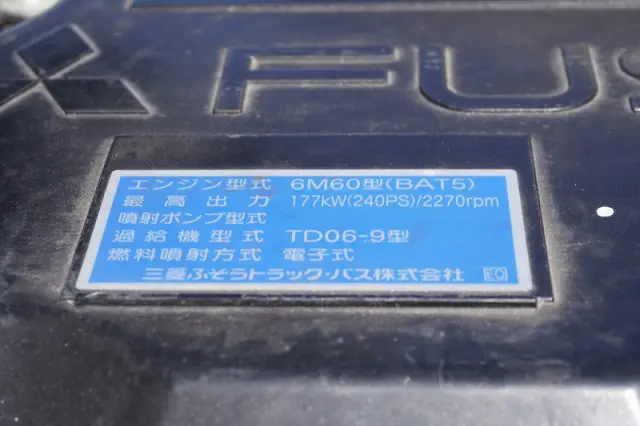 FUS
エンジン型式 6M60型(BAT5)
最高出力 177kW(240PS)/2270rpm
噴射ポンプ型式
過給機型式 TD06-9型
燃料噴射方式 電子式
三菱ふそうトラック・バス株式会社 EQ